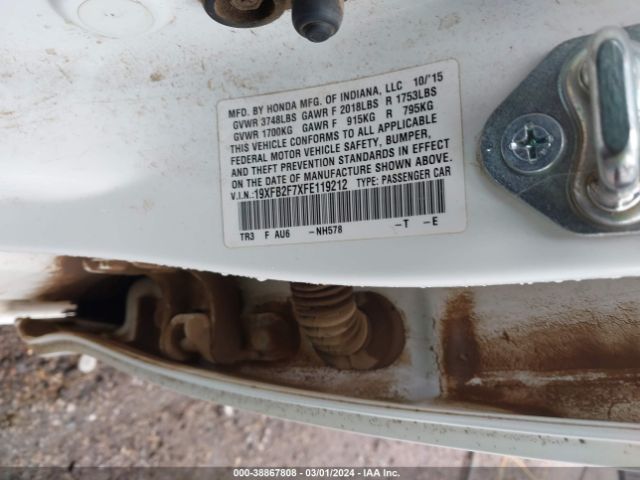 MFD. BY HONDA MFG. OF INDIANA, LLC 10/'15
GVWR 3748LBS GAWR F 2018LBS R 1753LBS
GVWR 1700KG GAWR F 915KG R 795KG
THIS VEHICLE CONFORMS TO ALL APPLICABLE
FEDERAL MOTOR VEHICLE SAFETY, BUMPER,
AND THEFT PREVENTION STANDARDS IN EFFECT
ON THE DATE OF MANUFACTURE SHOWN ABOVE.
V.I.N.:19XFB2F7XFE119212 TYPE: PASSENGER CAR
TR3 F AU6 -NH578 -T -E
000-38867808 - 03/01/2024 - IAA Inc.